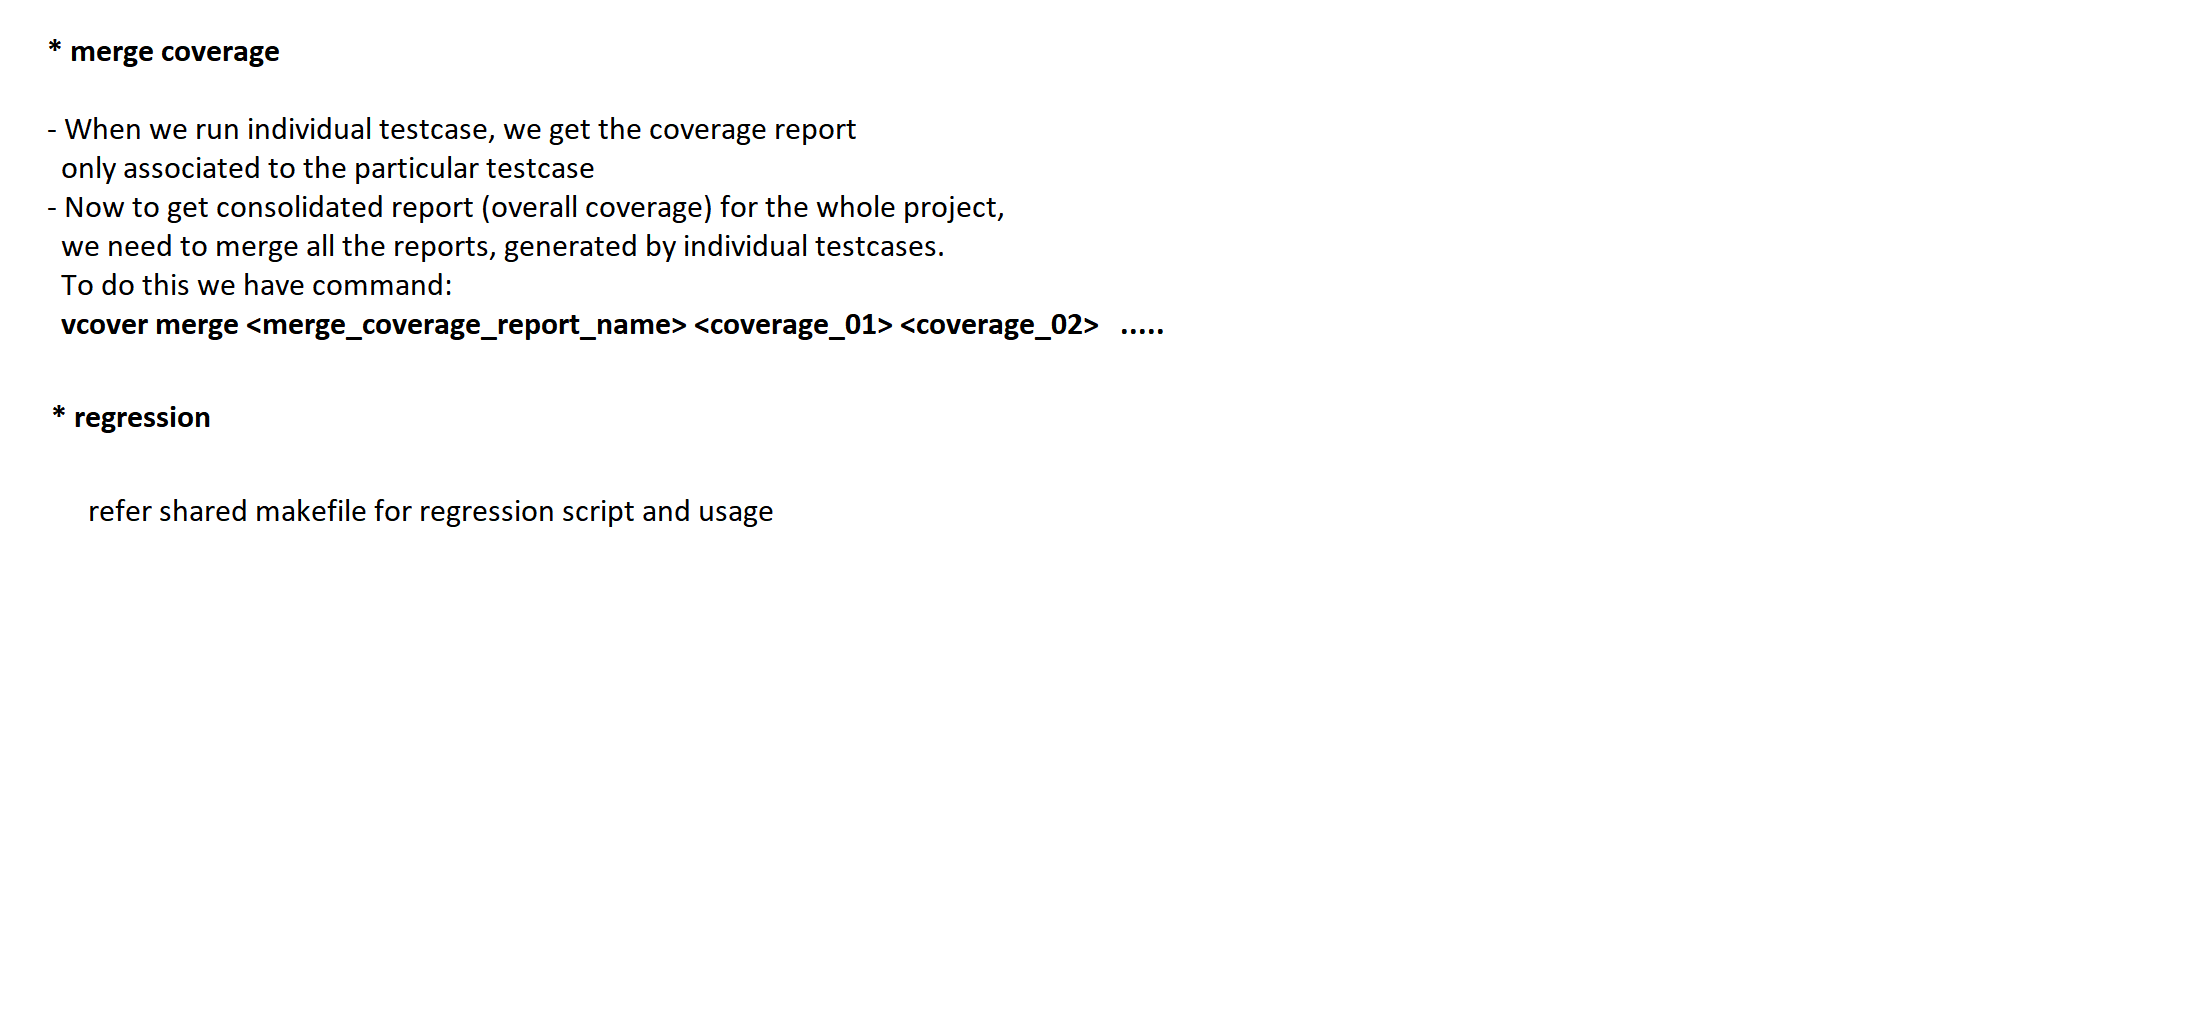 * merge coverage
- When we run individual testcase, we get the coverage report
only associated to the particular testcase
- Now to get consolidated report (overall coverage) for the whole project,
we need to merge all the reports, generated by individual testcases.
To do this we have command:
vcover merge <merge_coverage_report_name> <coverage_01> <coverage_02> .....
* regression
refer shared makefile for regression script and usage